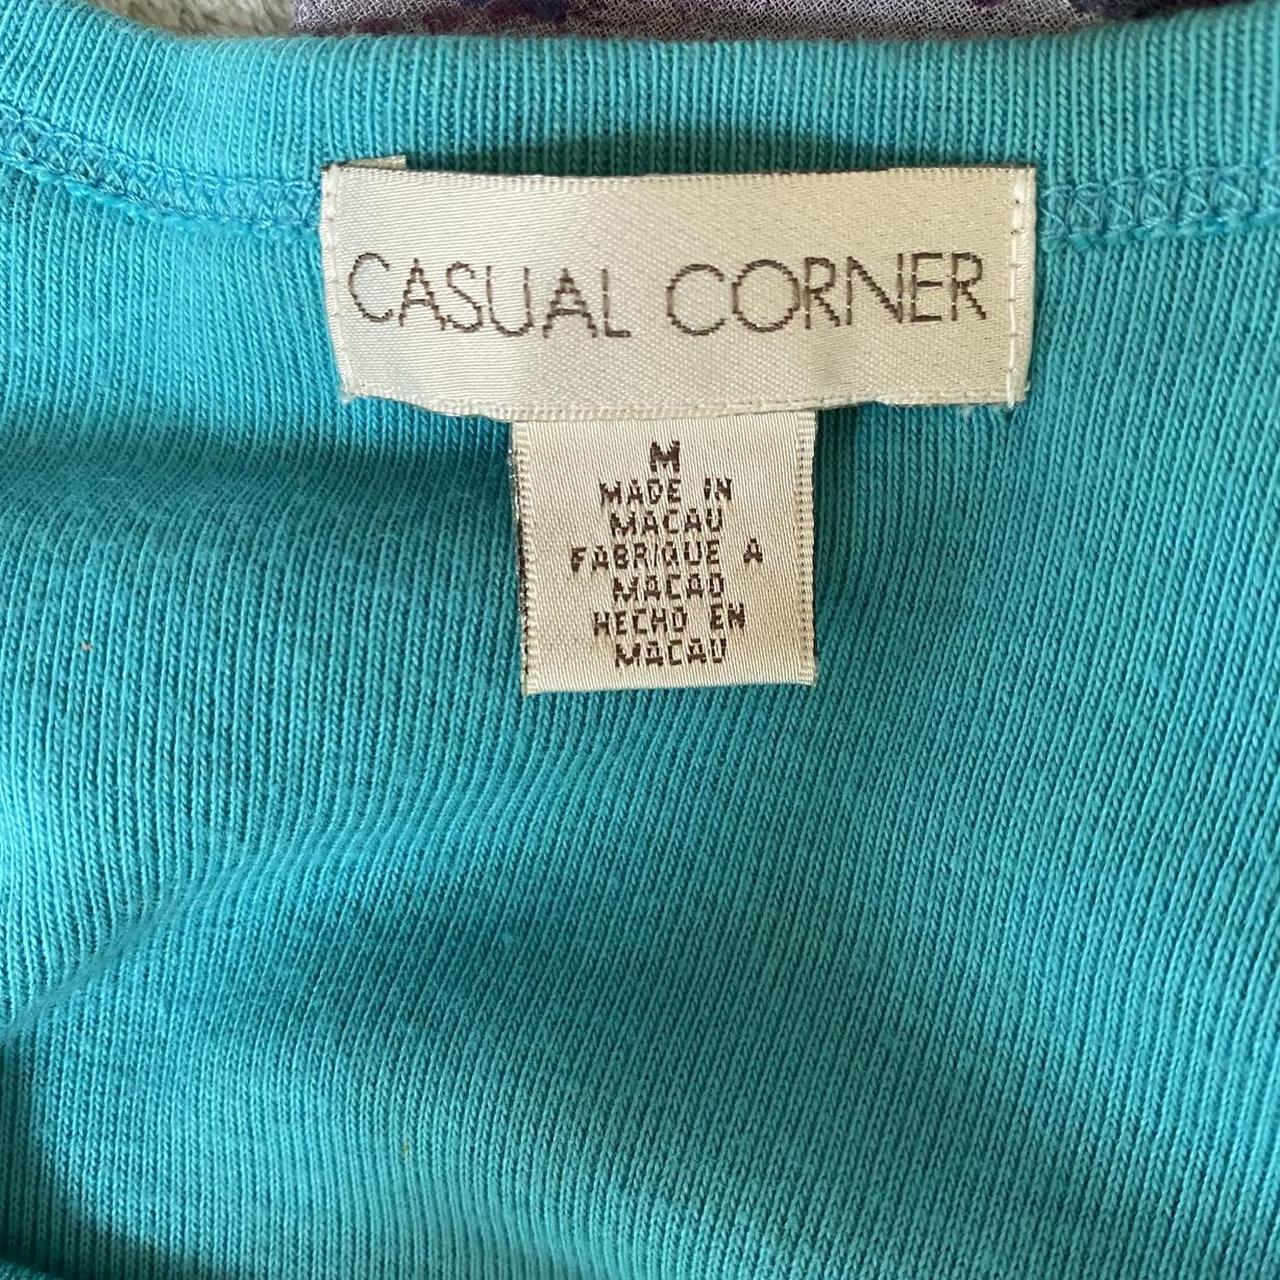 CASUAL CORNER
M
MADE IN
MACAU
FABRIQUE A
MACAO
HECHO EN
MACAU